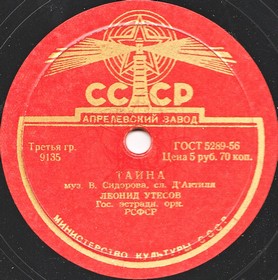 СССР
АПРЕЛЕВСКИЙ ЗАВОД
Третья гр.
9135
ГОСТ 5289-56
Цена 5 руб. 70 коп.
ТАЙНА
муз. В. Сидорова, сл. Д'Актиля
ЛЕОНИД УТЕСОВ
Гос. эстрадн. орк.
РСФСР
МИНИСТЕРСТВО КУЛЬТУРЫ СССР